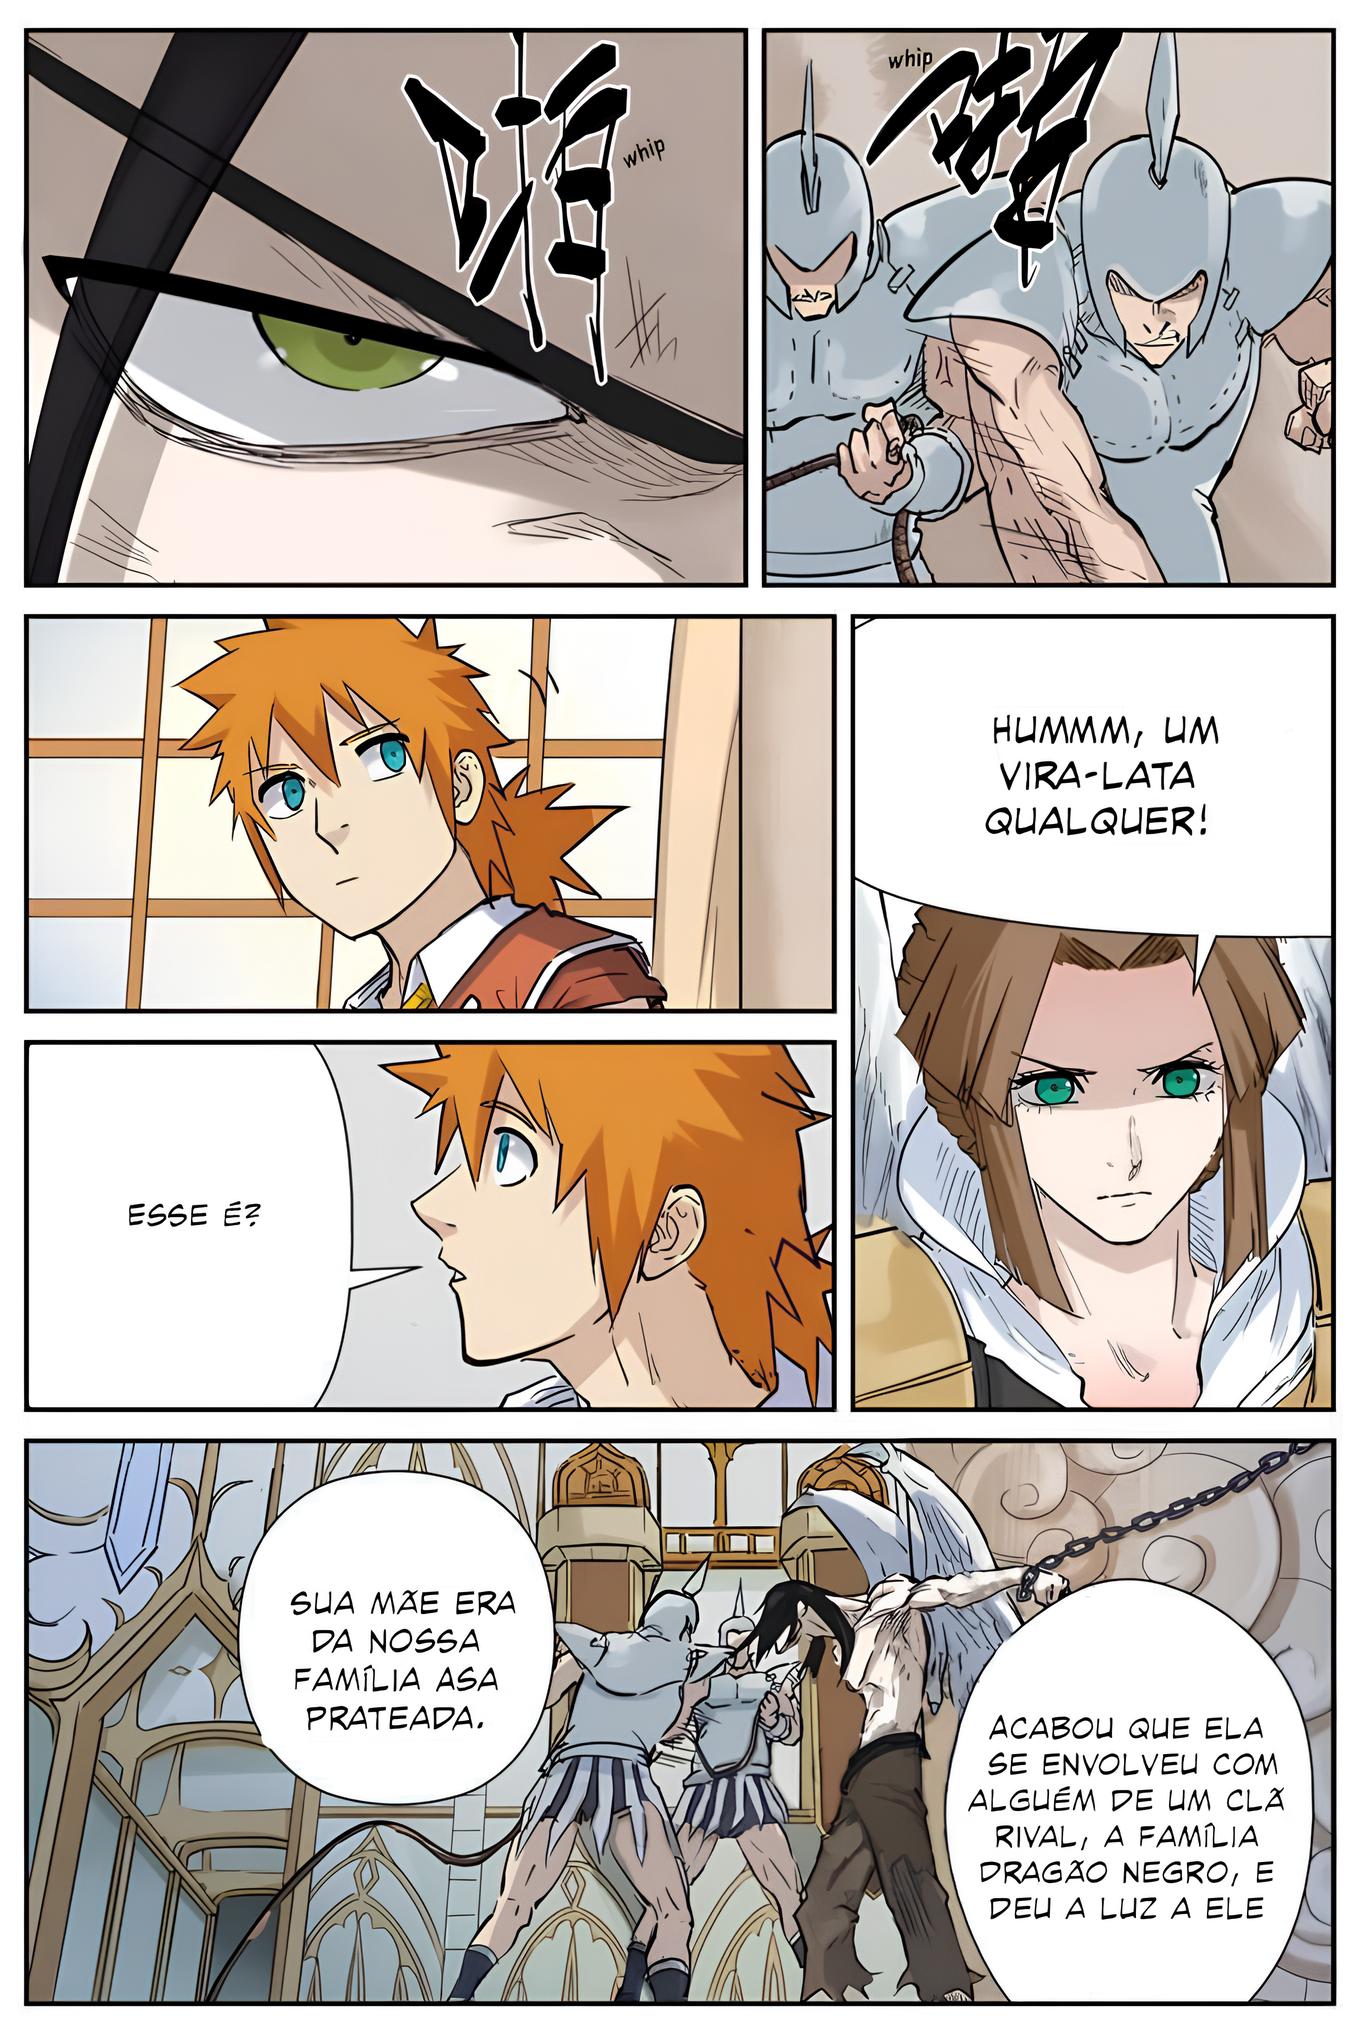 whip
whip
HUMMM, UM
VIRA-LATA
QUALQUER!
ESSE É?
SUA MÃE ERA
DA NOSSA
FAMÍLIA ASA
PRATEADA.
ACABOU QUE ELA
SE ENVOLVEU COM
ALGUÉM DE UM CLÃ
RIVAL, A FAMÍLIA
DRAGÃO NEGRO, E
DEU A LUZ A ELE